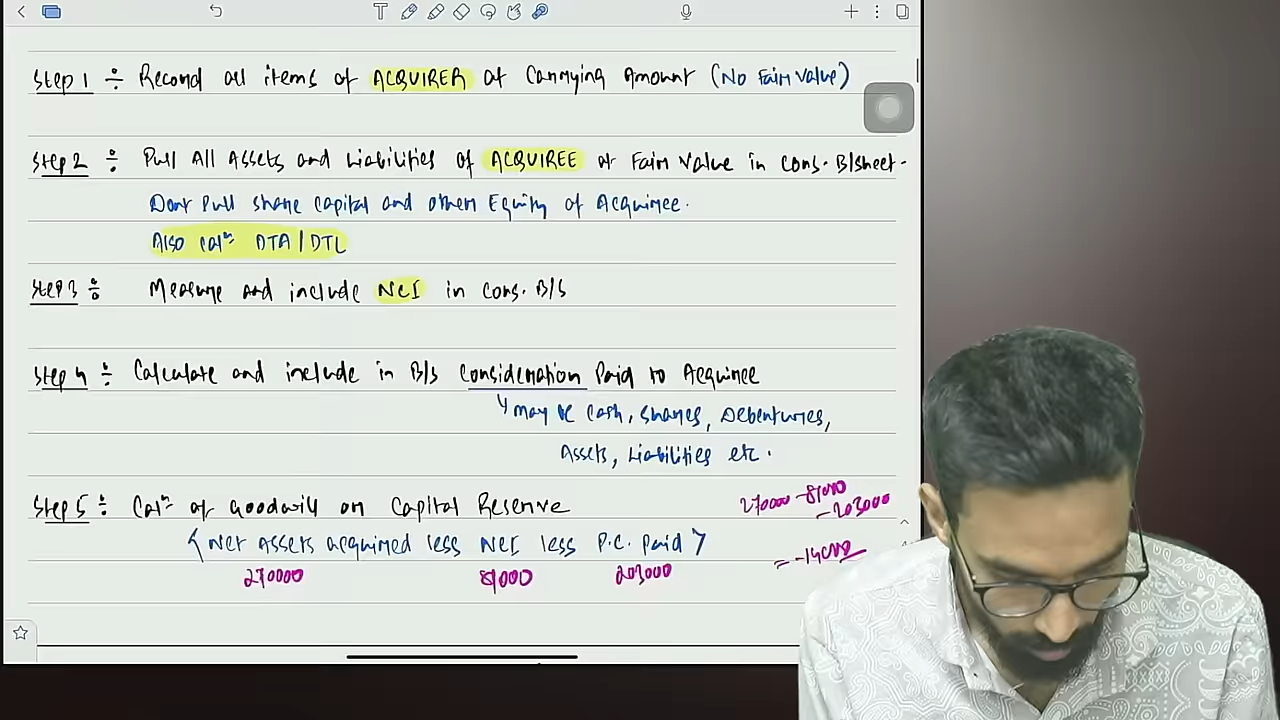 Step 1 ÷ Record all items of ACQUIRER at Carrying Amount (No Fair Value)
Step 2 ÷ Pull All Assets and Liabilities of ACQUIREE at Fair Value in Cons. B/sheet.
Dont Pull share capital and other Equity of Acquiree.
Also calⁿ DTA/DTL
Step 3 ÷ Measure and include NCI in cons. B/s
Step 4 ÷ Calculate and include in B/s Consideration Paid to Acquiree
may be cash, shares, Debentures,
Assets, Liabilities etc.
Step 5 ÷ Calⁿ of Goodwill or Capital Reserve
270000 - 81000
- 203000
< Net Assets acquired less NCI less P.C. Paid >
= -14000
270000 81000 203000